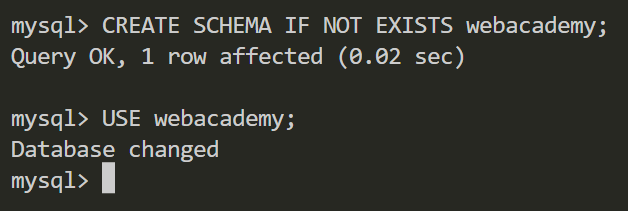 mysql> CREATE SCHEMA IF NOT EXISTS webacademy;
Query OK, 1 row affected (0.02 sec)
mysql> USE webacademy;
Database changed
mysql>